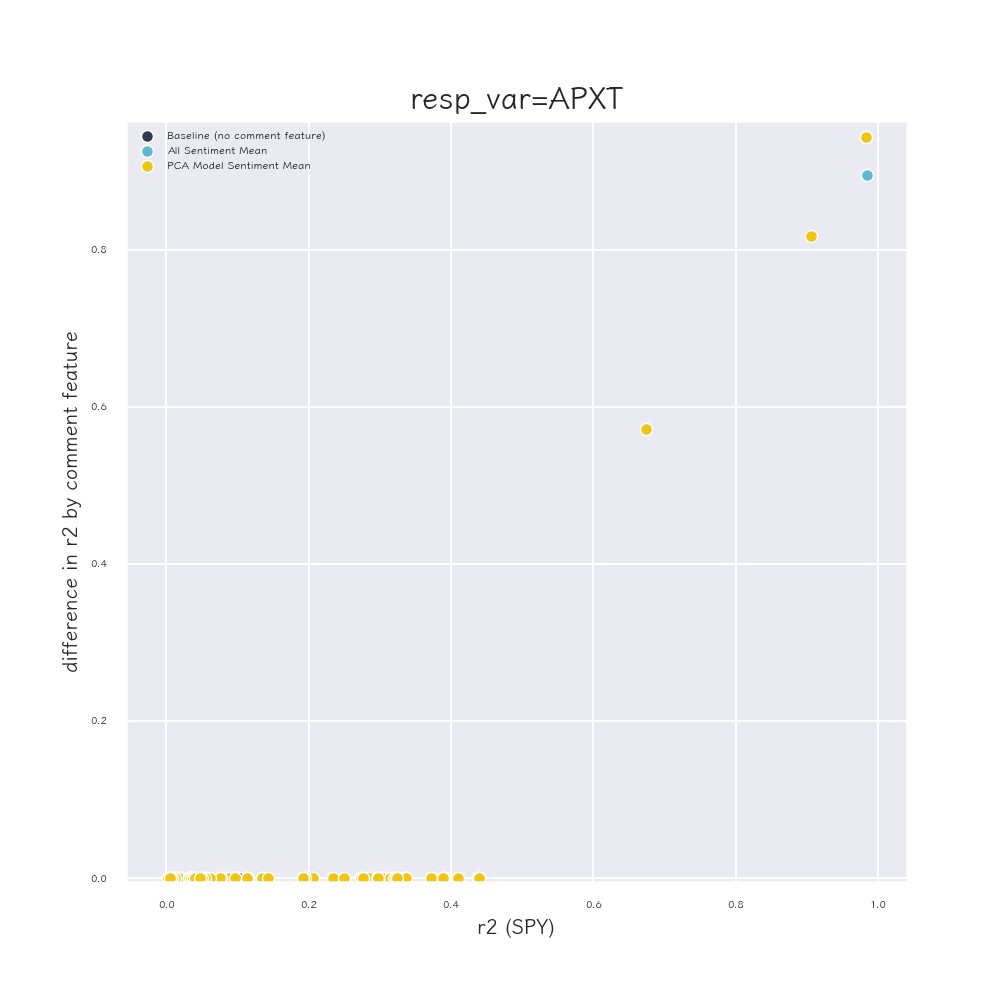 resp_var=APXT
Baseline (no comment feature)
All Sentiment Mean
PCA Model Sentiment Mean
difference in r2 by comment feature
0.8
0.6
0.4
0.2
0.0
0.0 0.2 0.4 0.6 0.8 1.0
r2 (SPY)